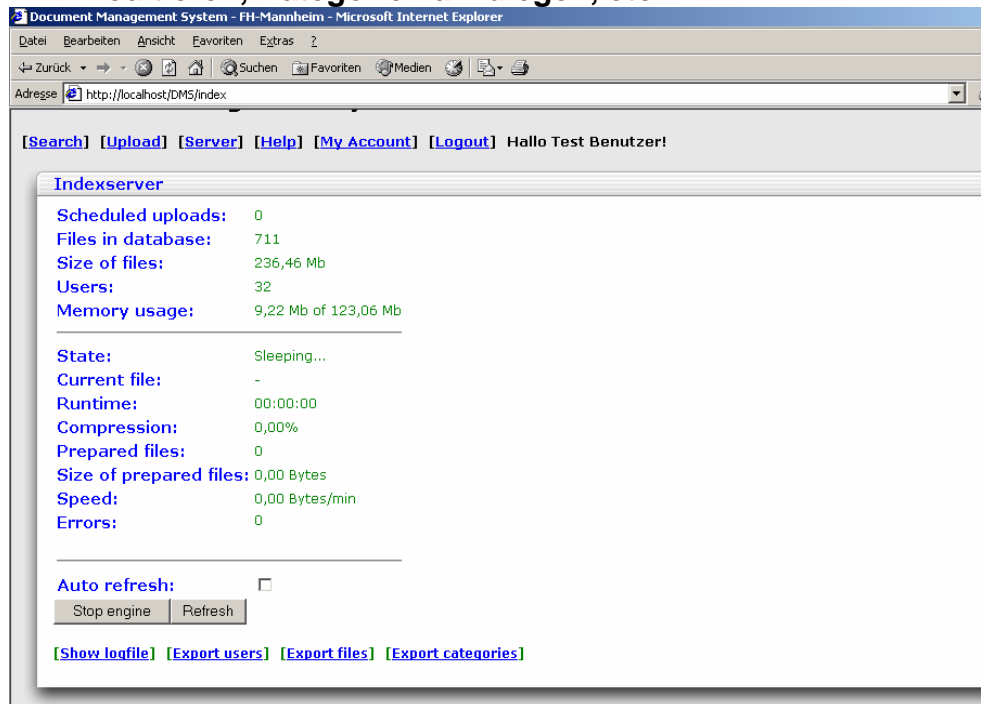 Document Management System - FH-Mannheim - Microsoft Internet Explorer
Datei Bearbeiten Ansicht Favoriten Extras ?
Zurück Suchen Favoriten Medien
Adresse http://localhost/DMS/index
[Search] [Upload] [Server] [Help] [My Account] [Logout] Hallo Test Benutzer!
Indexserver
Scheduled uploads: 0
Files in database: 711
Size of files: 236,46 Mb
Users: 32
Memory usage: 9,22 Mb of 123,06 Mb
State: Sleeping...
Current file: -
Runtime: 00:00:00
Compression: 0,00%
Prepared files: 0
Size of prepared files: 0,00 Bytes
Speed: 0,00 Bytes/min
Errors: 0
Auto refresh:
Stop engine Refresh
[Show logfile] [Export users] [Export files] [Export categories]